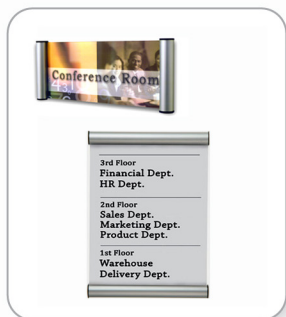 Conference Room
3rd Floor
Financial Dept.
HR Dept.
2nd Floor
Sales Dept.
Marketing Dept.
Product Dept.
1st Floor
Warehouse
Delivery Dept.